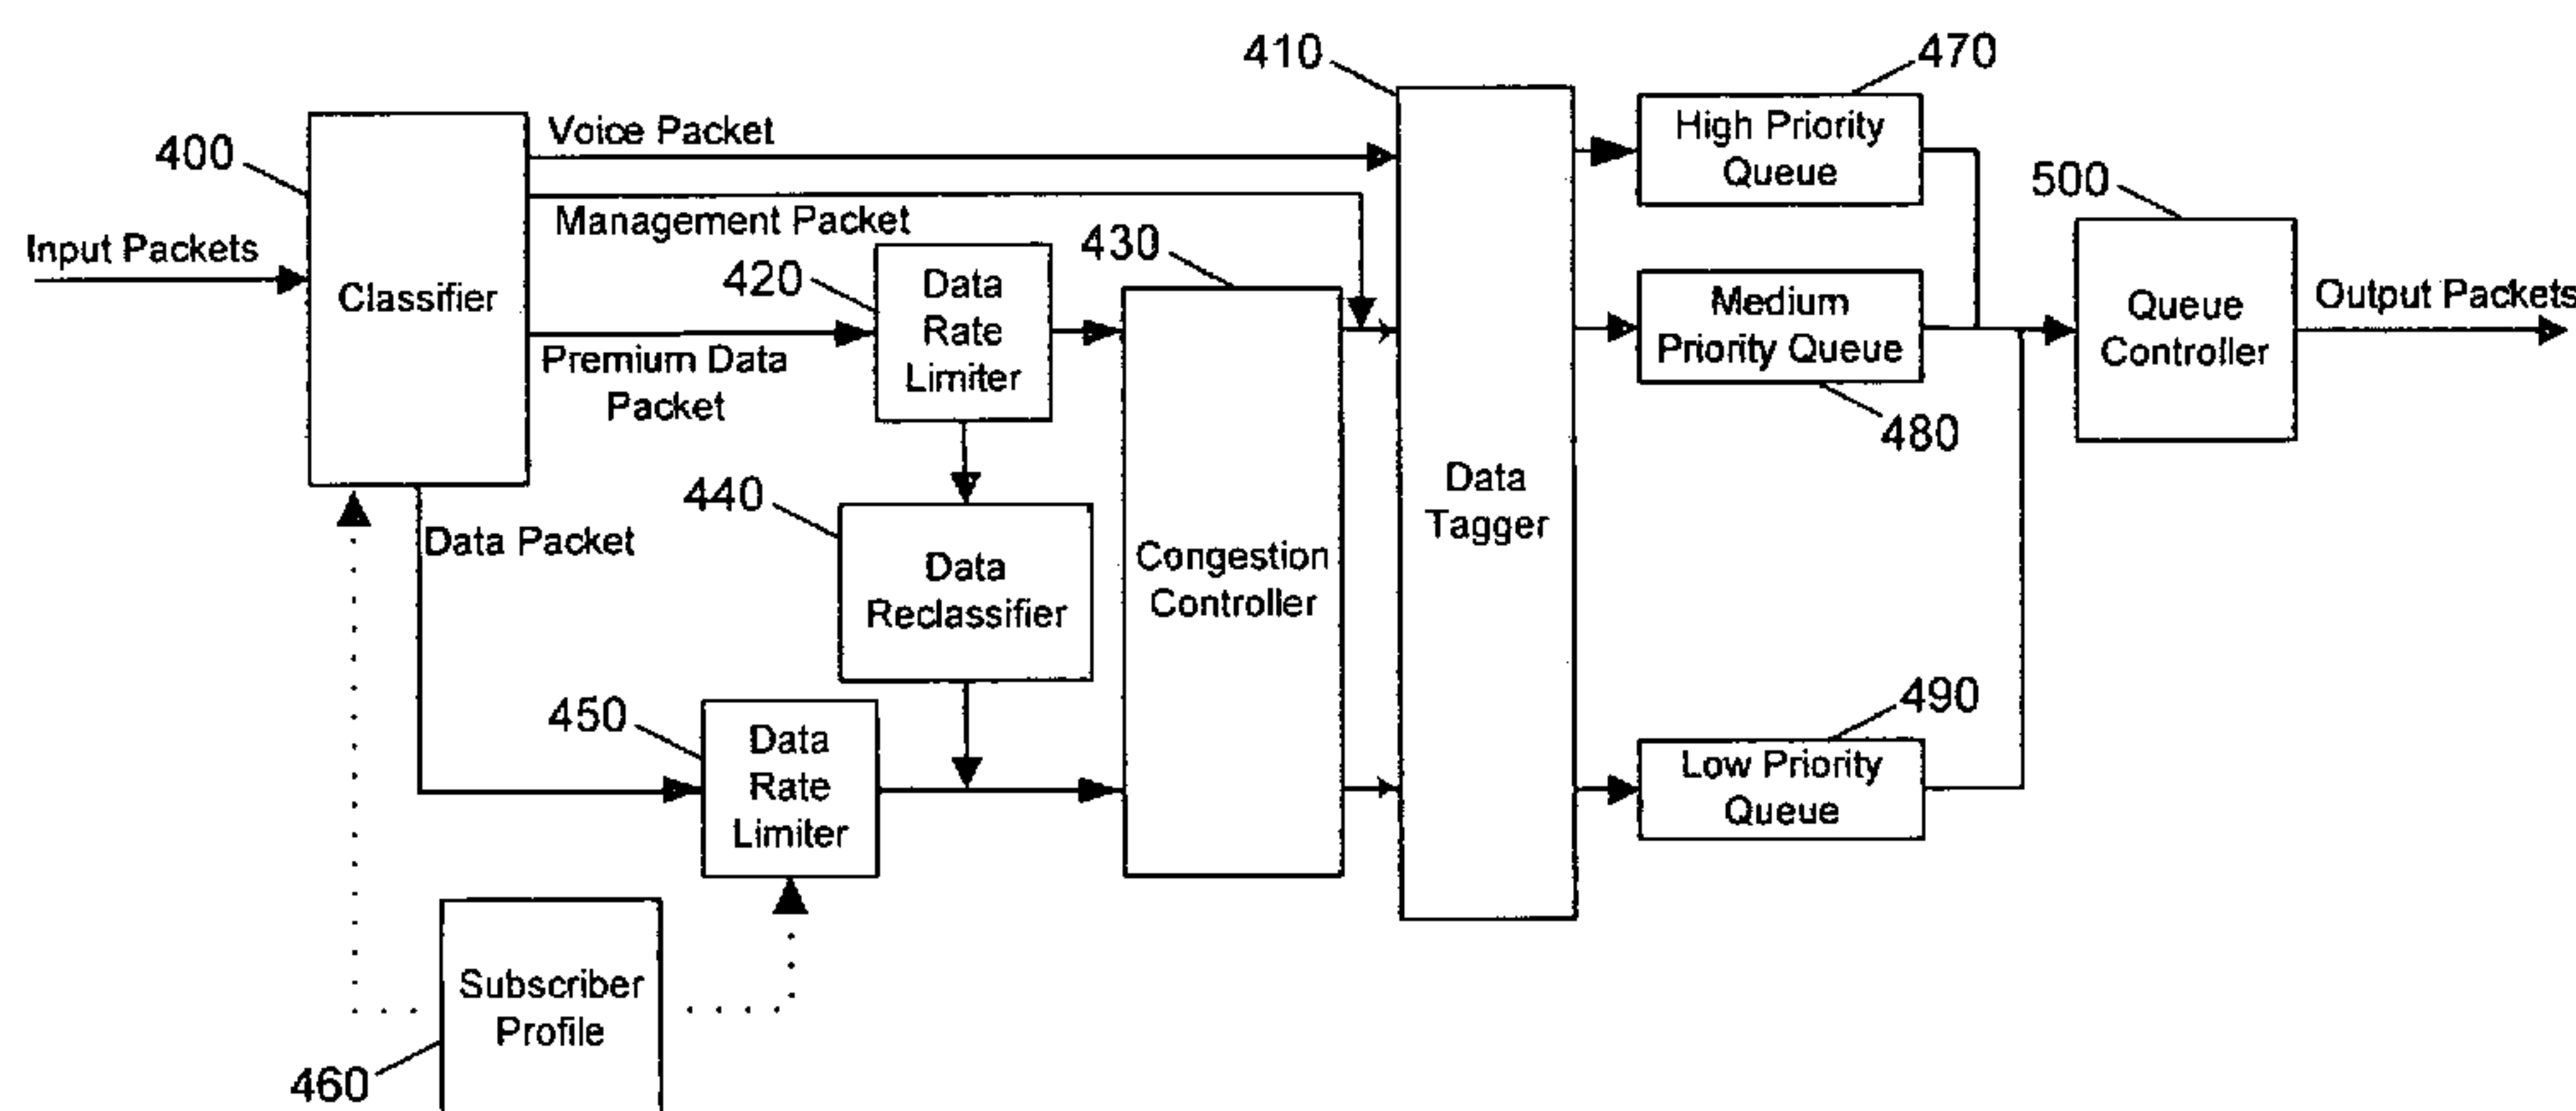 410
470
Voice Packet
High Priority
Queue
400
500
Management Packet
Input Packets
430
420
Data
Rate
Limiter
Classifier
Medium
Priority Queue
Queue
Controller
Output Packets
Premium Data
Packet
480
440
Data
Tagger
Data Packet
Data
Reclassifier
Congestion
Controller
450
490
Data
Rate
Limiter
Low Priority
Queue
Subscriber
Profile
460